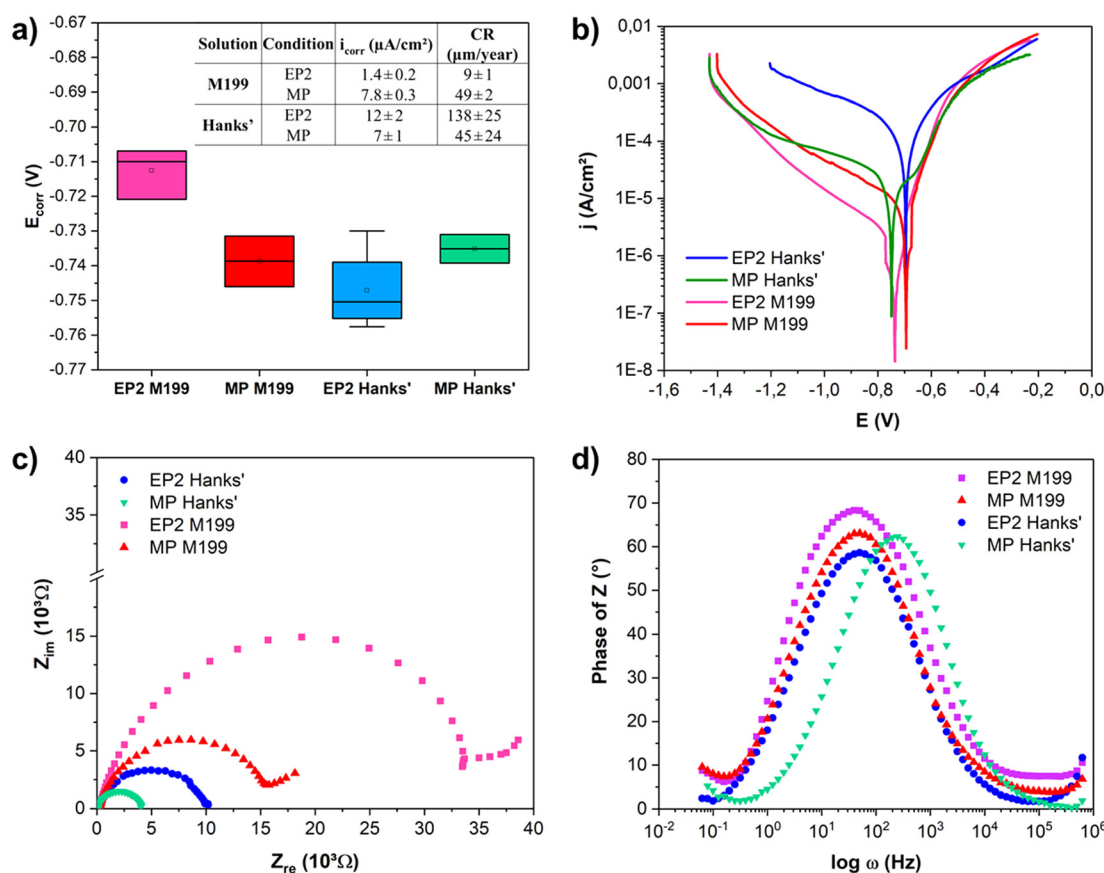 a)
-0.67
-0.68
-0.69
-0.70
-0.71
-0.72
-0.73
-0.74
-0.75
-0.76
-0.77
E_corr (V)
Solution Condition i_corr (µA/cm²) CR (µm/year)
M199 EP2 1.4±0.2 9±1
MP 7.8±0.3 49±2
Hanks' EP2 12±2 138±25
MP 7±1 45±24
EP2 M199 MP M199 EP2 Hanks' MP Hanks'
b)
0,01
0,001
1E-4
1E-5
1E-6
1E-7
1E-8
j (A/cm²)
EP2 Hanks'
MP Hanks'
EP2 M199
MP M199
-1,6 -1,4 -1,2 -1,0 -0,8 -0,6 -0,4 -0,2 0,0
E (V)
c)
40
35
15
10
5
0
Z_im (10³Ω)
EP2 Hanks'
MP Hanks'
EP2 M199
MP M199
0 5 10 15 20 25 30 35 40
Z_re (10³Ω)
d)
80
70
60
50
40
30
20
10
0
Phase of Z (°)
EP2 M199
MP M199
EP2 Hanks'
MP Hanks'
10⁻² 10⁻¹ 10⁰ 10¹ 10² 10³ 10⁴ 10⁵ 10⁶
log ω (Hz)